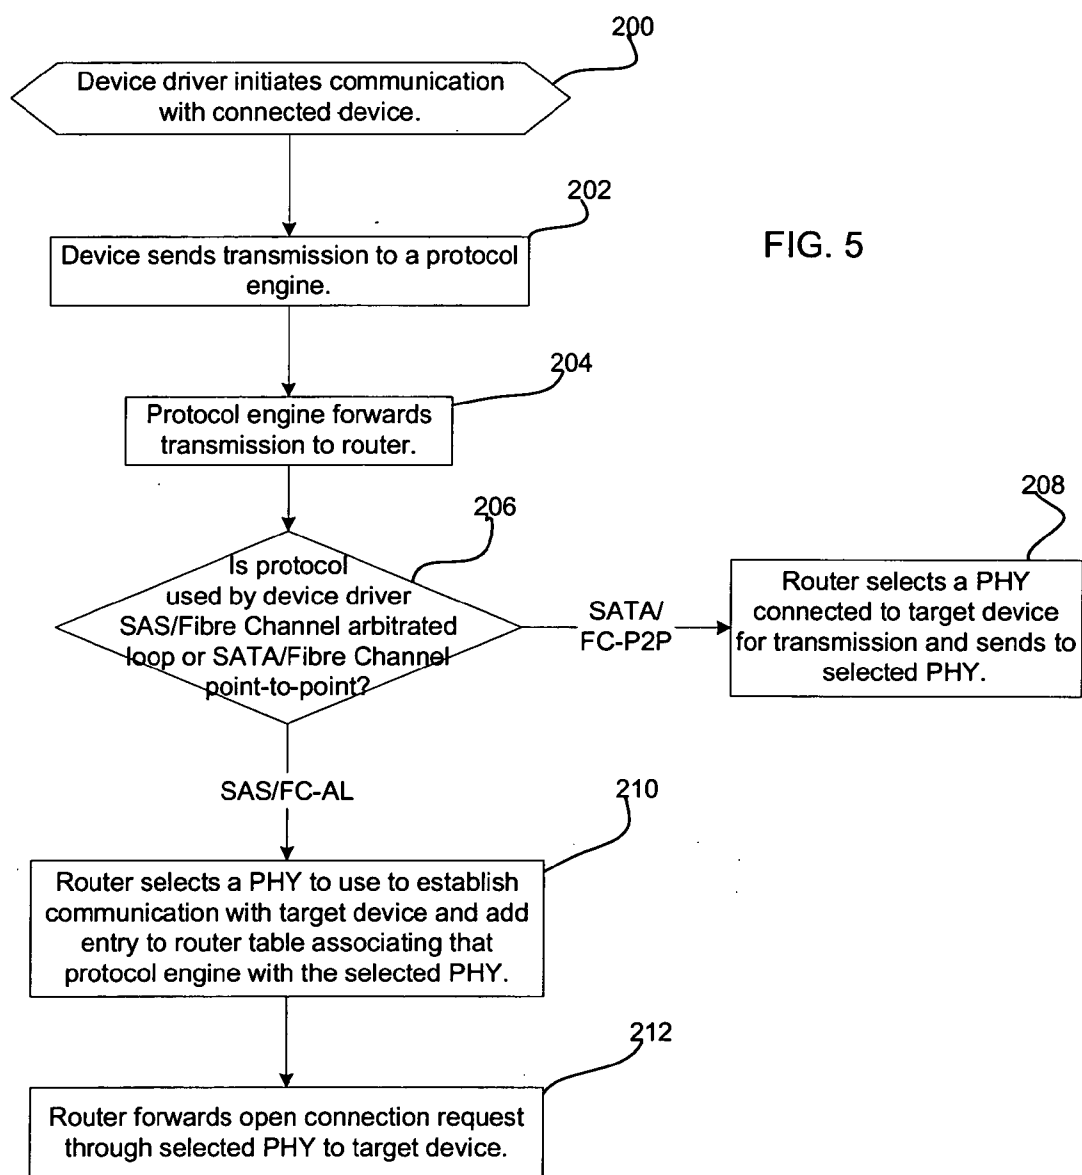 200
Device driver initiates communication
with connected device.
202
Device sends transmission to a protocol
engine.
FIG. 5
204
Protocol engine forwards
transmission to router.
206
Is protocol
used by device driver
SAS/Fibre Channel arbitrated
loop or SATA/Fibre Channel
point-to-point?
SATA/
FC-P2P
208
Router selects a PHY
connected to target device
for transmission and sends to
selected PHY.
SAS/FC-AL
210
Router selects a PHY to use to establish
communication with target device and add
entry to router table associating that
protocol engine with the selected PHY.
212
Router forwards open connection request
through selected PHY to target device.